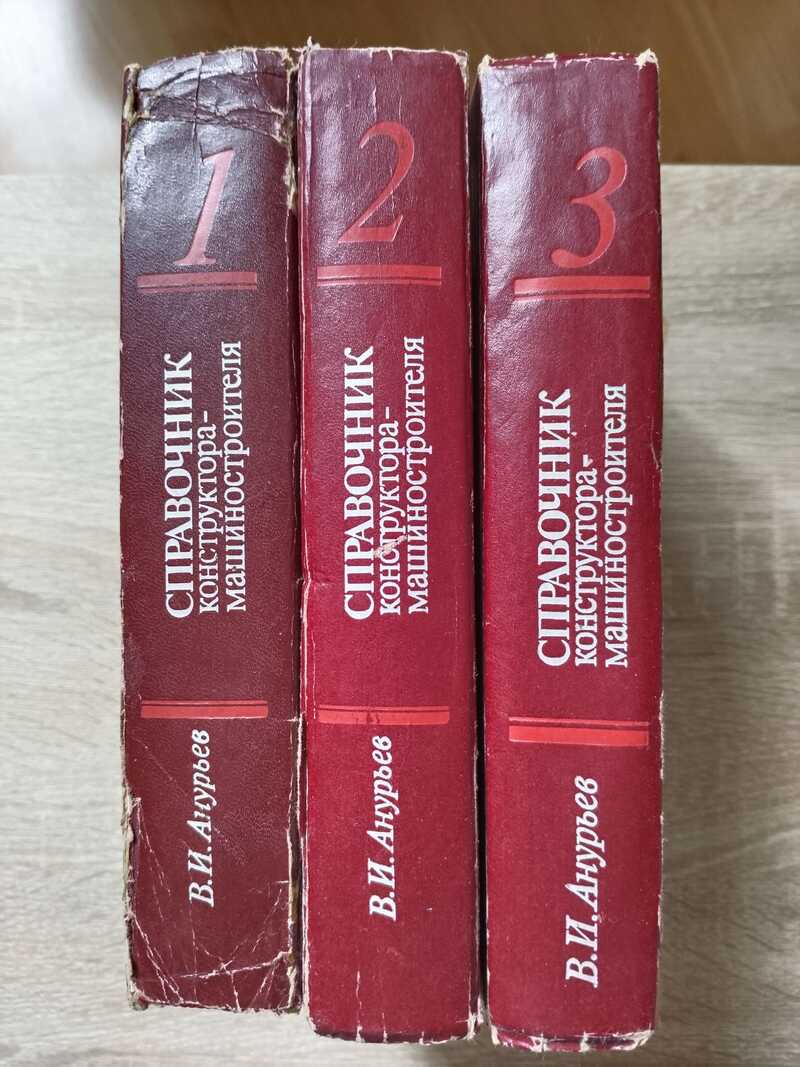 1
СПРАВОЧНИК
конструктора-
машиностроителя
В.И.Анурьев
2
СПРАВОЧНИК
конструктора-
машиностроителя
В.И.Анурьев
3
СПРАВОЧНИК
конструктора-
машиностроителя
В.И.Анурьев